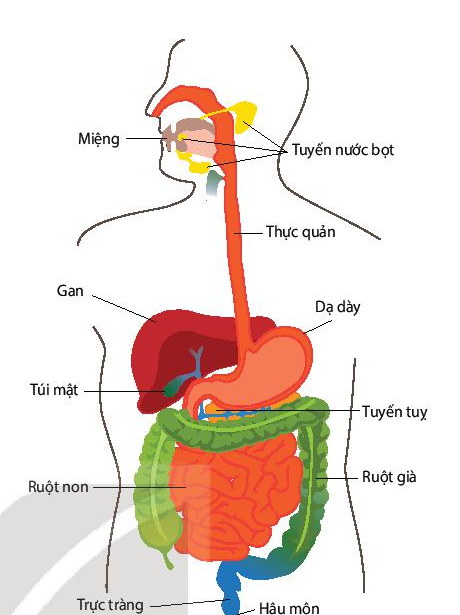 Miệng
Tuyến nước bọt
Thực quản
Gan
Dạ dày
Túi mật
Tuyến tuỵ
Ruột non
Ruột già
Trực tràng
Hậu môn